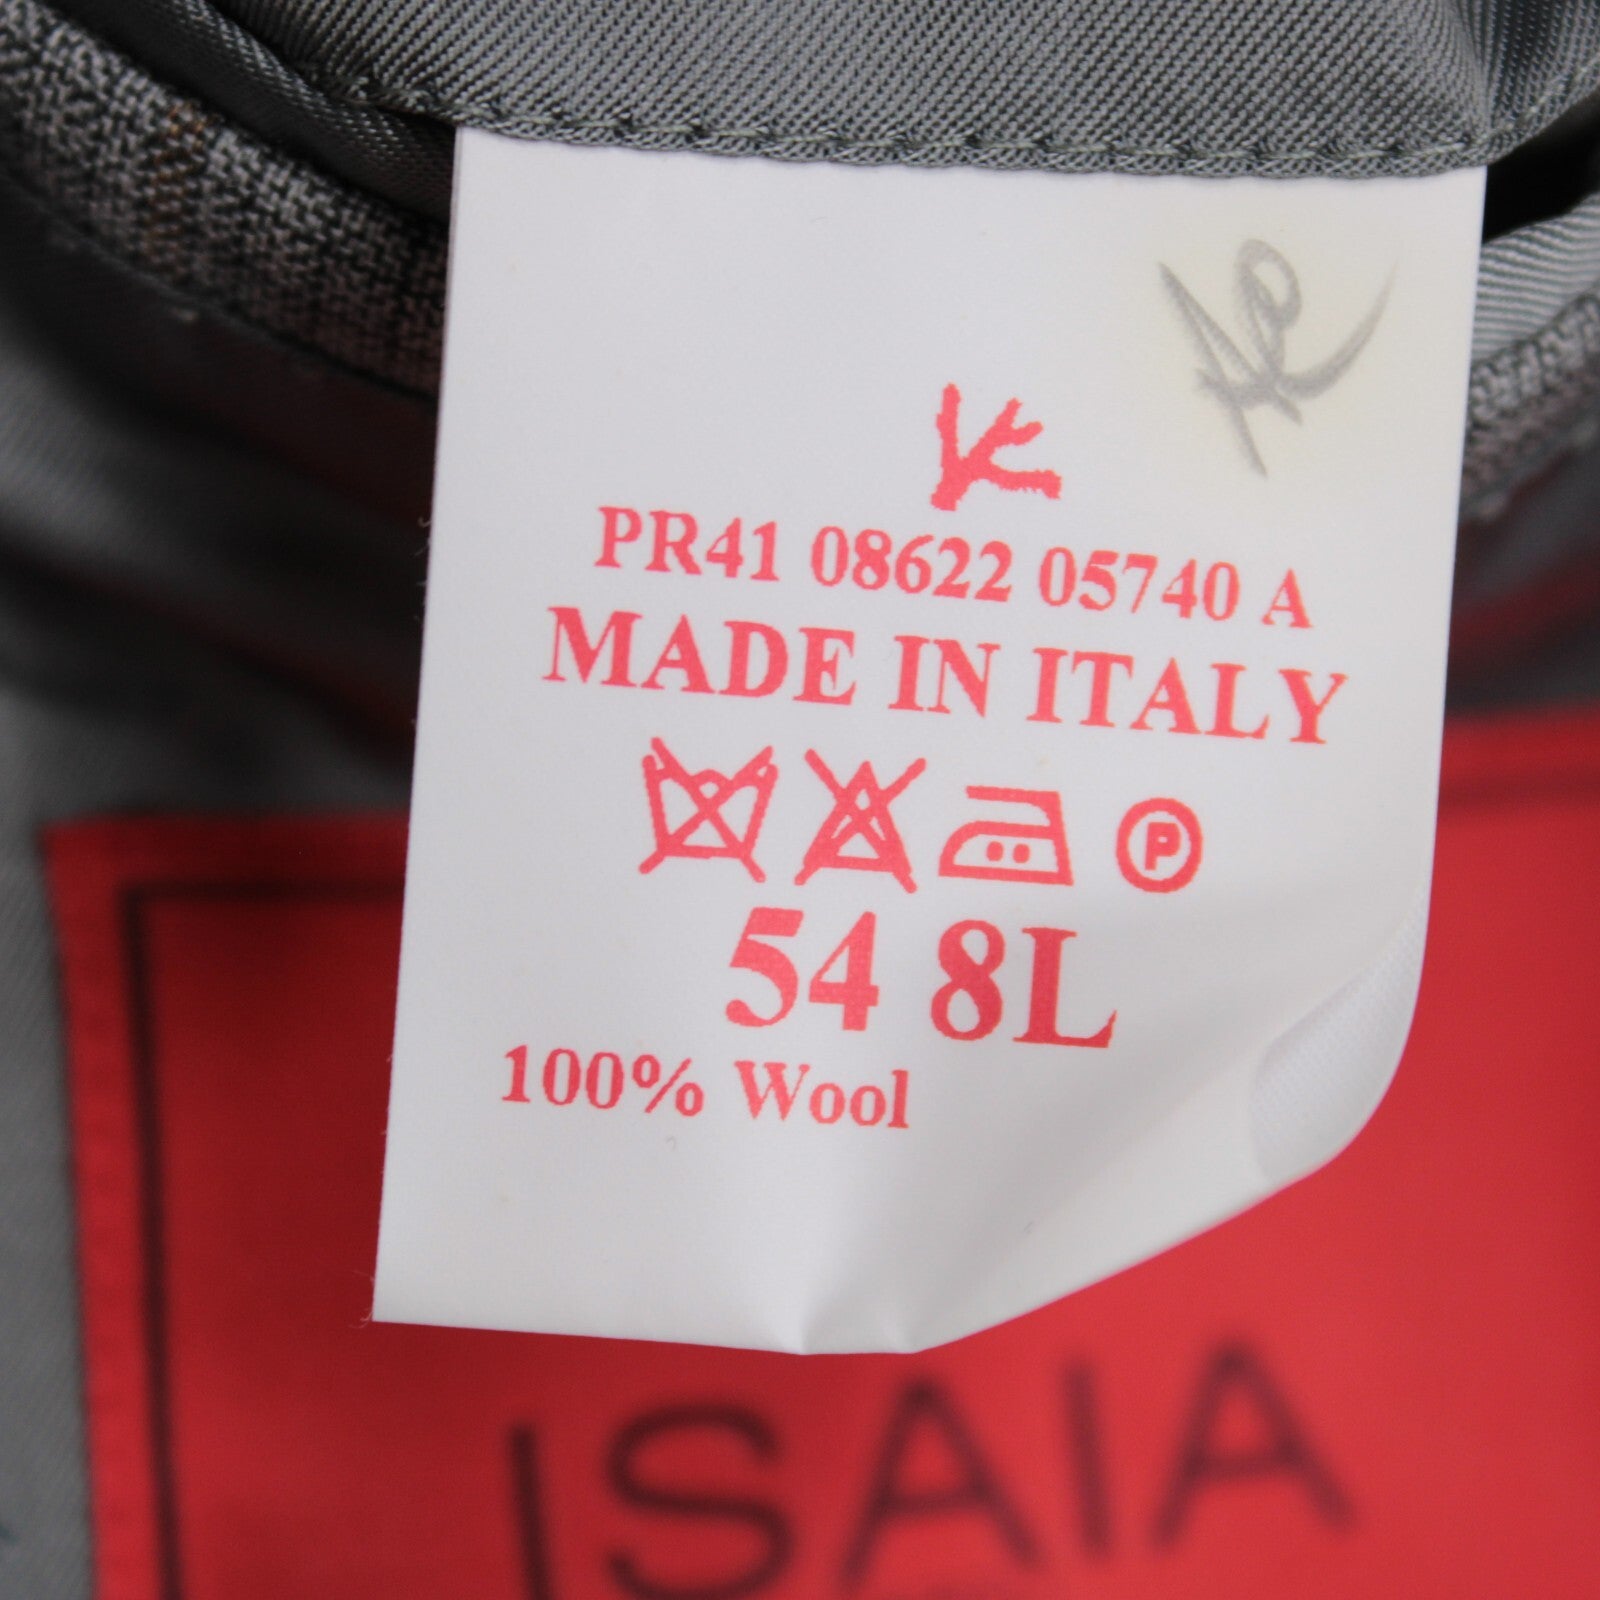 PR41 08622 05740 A
MADE IN ITALY
P
54 8L
100% Wool
ISAIA